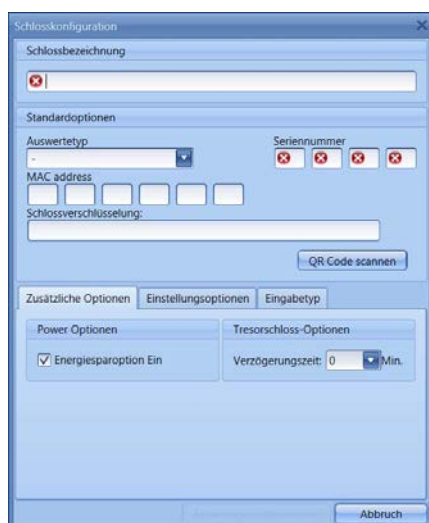 Schlosskonfiguration
Schlossbezeichnung
Standardoptionen
Auswertetyp
Seriennummer
-
MAC address
Schlossverschlüsselung:
QR Code scannen
Zusätzliche Optionen Einstellungsoptionen Eingabetyp
Power Optionen Tresorschloss-Optionen
Energiesparoption Ein Verzögerungszeit: 0 Min.
Abbruch